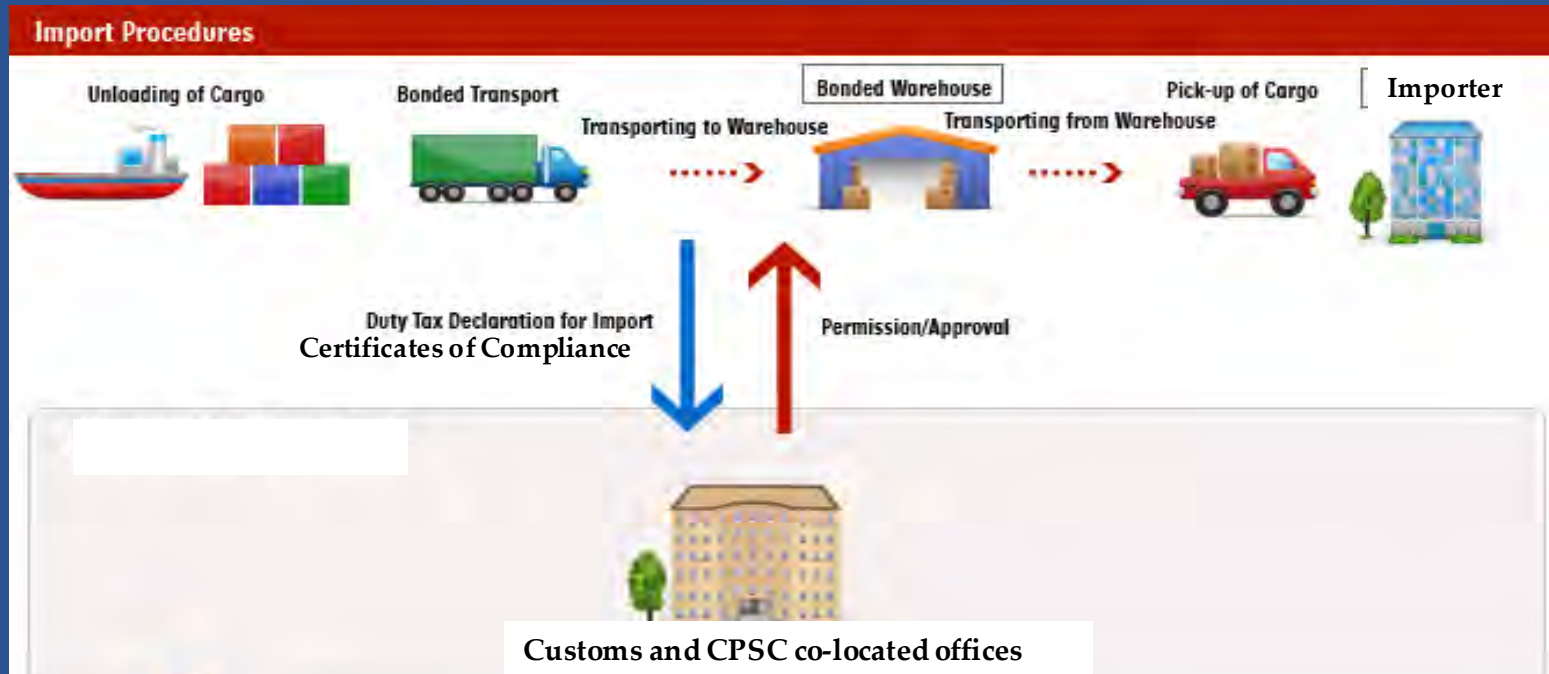 Import Procedures
Unloading of Cargo
Bonded Transport
Transporting to Warehouse
Bonded Warehouse
Transporting from Warehouse
Pick-up of Cargo
Importer
Duty Tax Declaration for Import
Certificates of Compliance
Permission/Approval
Customs and CPSC co-located offices